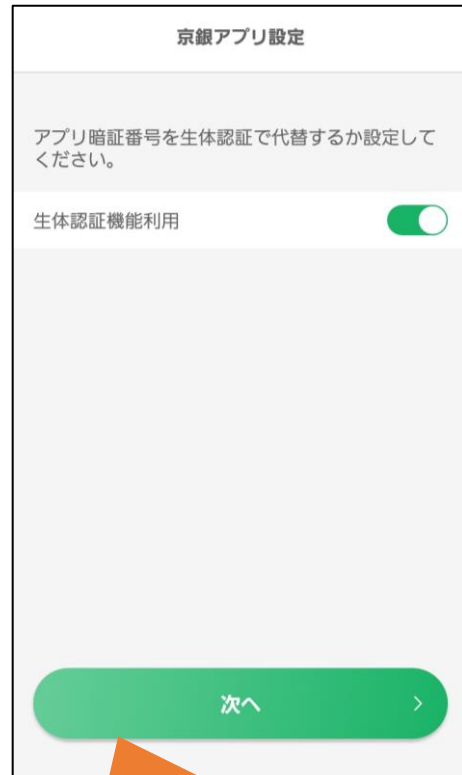 京銀アプリ設定
アプリ暗証番号を生体認証で代替するか設定して
ください。
生体認証機能利用
次へ